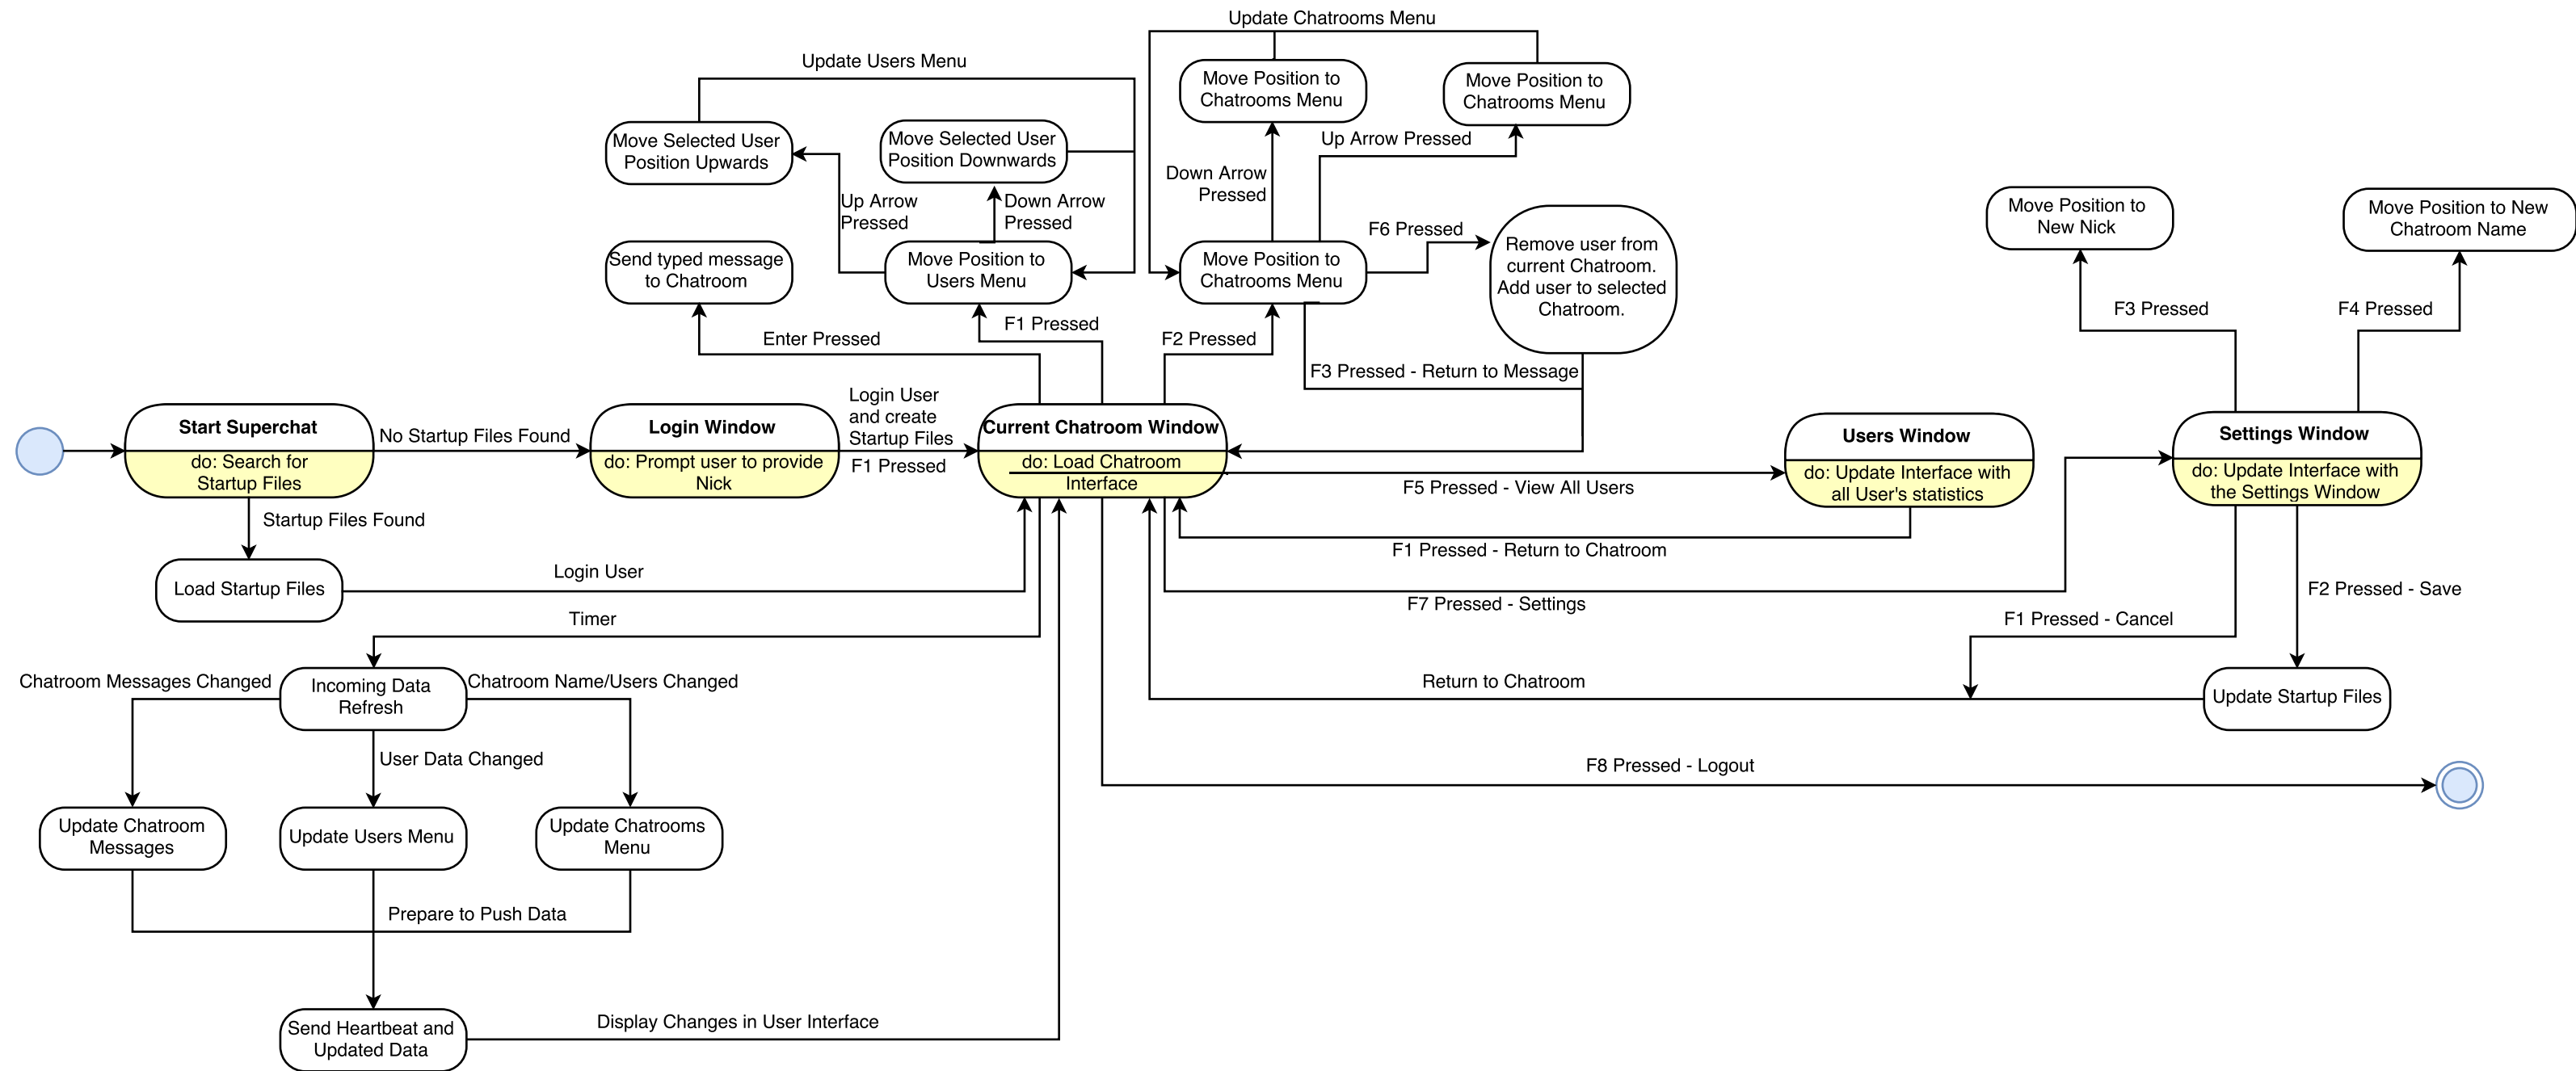 Update Chatrooms Menu
Update Users Menu
Move Position to
Chatrooms Menu
Move Position to
Chatrooms Menu
Move Selected User
Position Upwards
Move Selected User
Position Downwards
Up Arrow Pressed
Down Arrow
Pressed
Up Arrow
Pressed
Down Arrow
Pressed
Send typed message
to Chatroom
Move Position to
Users Menu
Move Position to
Chatrooms Menu
F6 Pressed
Remove user from
current Chatroom.
Add user to selected
Chatroom.
Move Position to
New Nick
Move Position to New
Chatroom Name
Enter Pressed
F1 Pressed
F2 Pressed
F3 Pressed - Return to Message
F3 Pressed
F4 Pressed
Start Superchat
do: Search for
Startup Files
No Startup Files Found
Login Window
do: Prompt user to provide
Nick
Login User
and create
Startup Files
F1 Pressed
Current Chatroom Window
do: Load Chatroom
Interface
F5 Pressed - View All Users
Users Window
do: Update Interface with
all User's statistics
Settings Window
do: Update Interface with
the Settings Window
Startup Files Found
F1 Pressed - Return to Chatroom
Load Startup Files
Login User
F7 Pressed - Settings
F2 Pressed - Save
Timer
F1 Pressed - Cancel
Chatroom Messages Changed
Incoming Data
Refresh
Chatroom Name/Users Changed
Return to Chatroom
Update Startup Files
User Data Changed
F8 Pressed - Logout
Update Chatroom
Messages
Update Users Menu
Update Chatrooms
Menu
Prepare to Push Data
Send Heartbeat and
Updated Data
Display Changes in User Interface